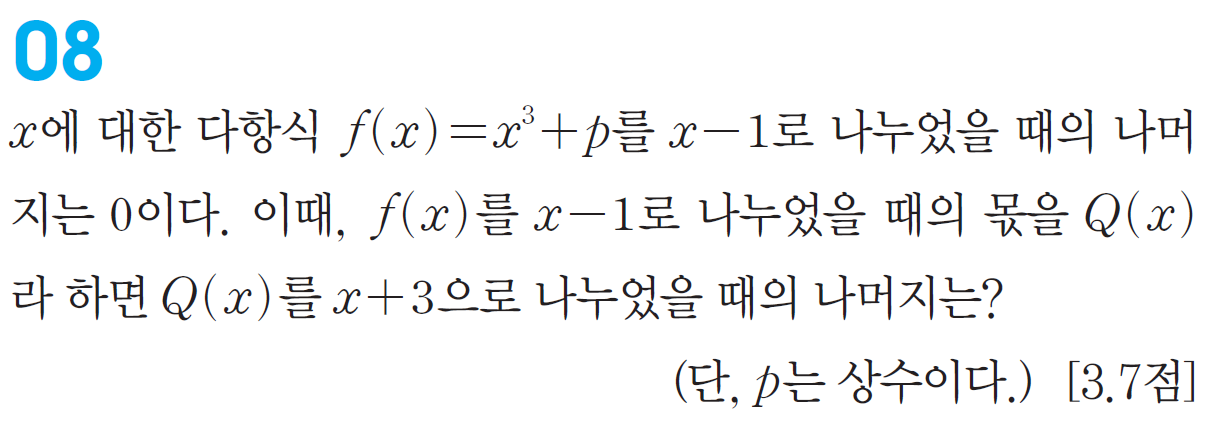 08
x에 대한 다항식 f(x)=x³+p를 x-1로 나누었을 때의 나머
지는 0이다. 이때, f(x)를 x-1로 나누었을 때의 몫을 Q(x)
라 하면 Q(x)를 x+3으로 나누었을 때의 나머지는?
(단, p는 상수이다.) [3.7점]